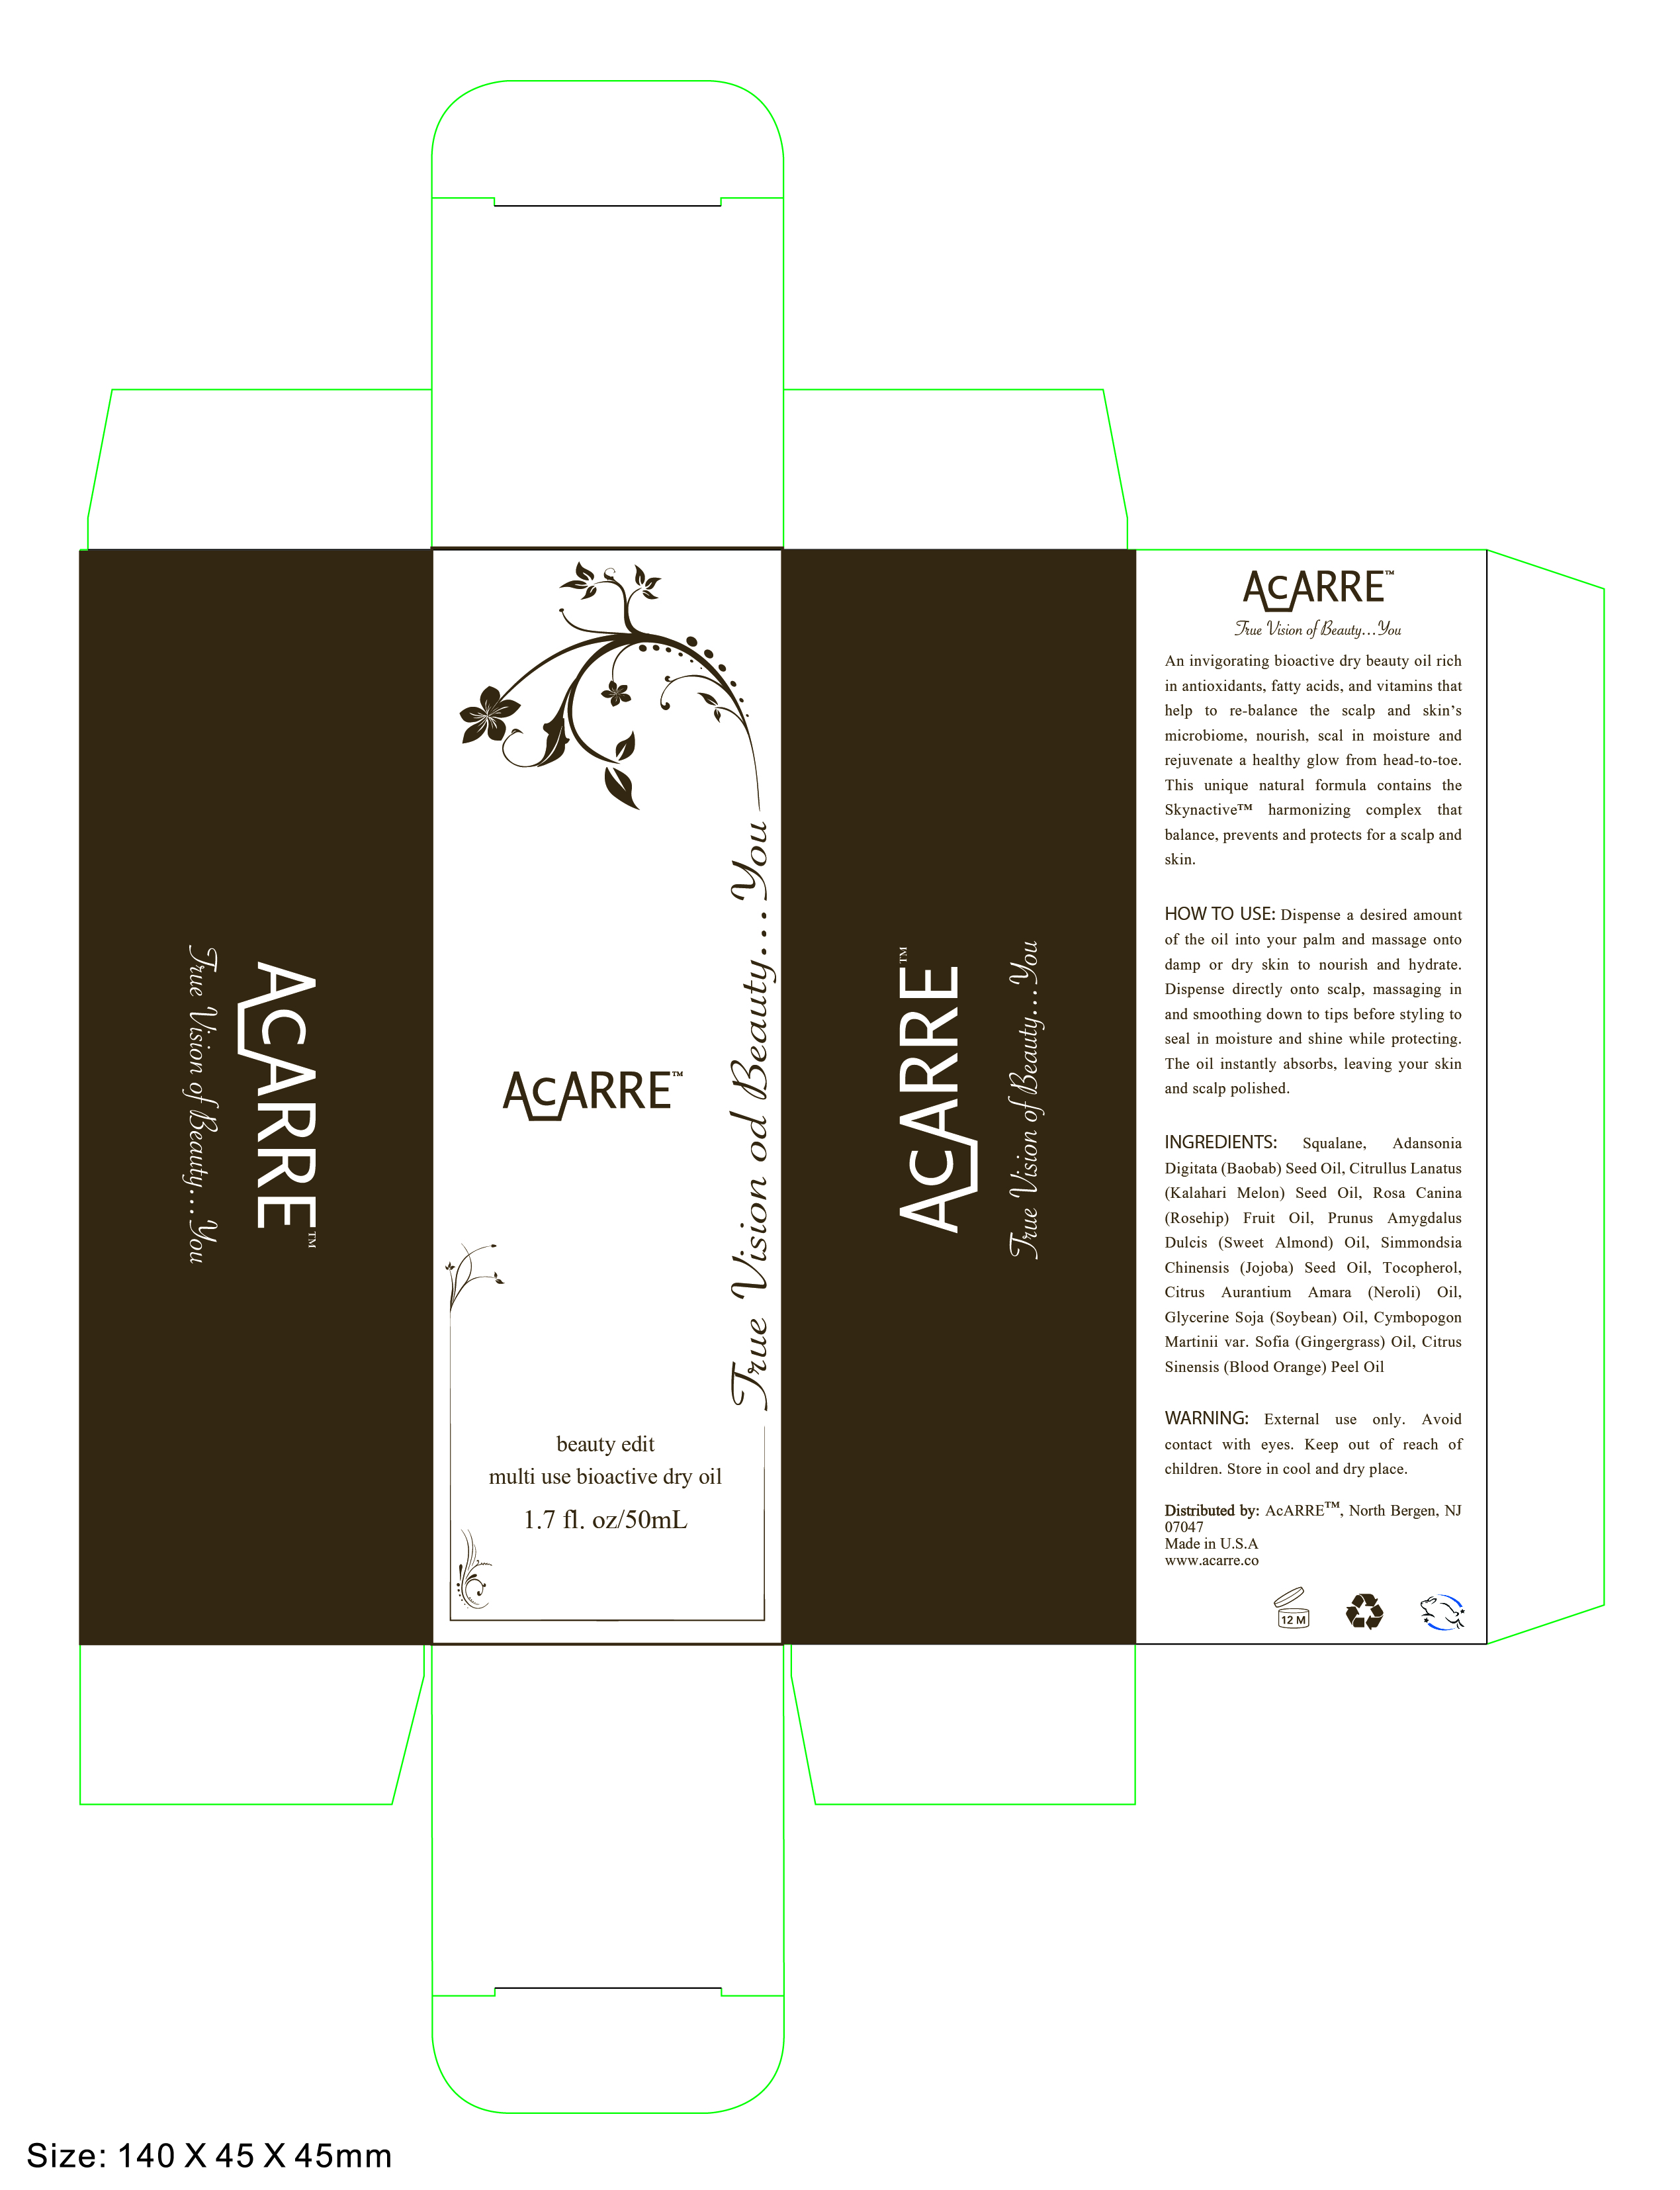 AcARRE™
True Vision of Beauty...You
True Vision od Beauty...You
AcARRE™
beauty edit
multi use bioactive dry oil
1.7 fl. oz/50mL
AcARRE™
True Vision of Beauty...You
AcARRE™
True Vision of Beauty...You
An invigorating bioactive dry beauty oil rich
in antioxidants, fatty acids, and vitamins that
help to re-balance the scalp and skin's
microbiome, nourish, scal in moisture and
rejuvenate a healthy glow from head-to-toe.
This unique natural formula contains the
Skynactive™ harmonizing complex that
balance, prevents and protects for a scalp and
skin.
HOW TO USE: Dispense a desired amount
of the oil into your palm and massage onto
damp or dry skin to nourish and hydrate.
Dispense directly onto scalp, massaging in
and smoothing down to tips before styling to
seal in moisture and shine while protecting.
The oil instantly absorbs, leaving your skin
and scalp polished.
INGREDIENTS: Squalane, Adansonia
Digitata (Baobab) Seed Oil, Citrullus Lanatus
(Kalahari Melon) Seed Oil, Rosa Canina
(Rosehip) Fruit Oil, Prunus Amygdalus
Dulcis (Sweet Almond) Oil, Simmondsia
Chinensis (Jojoba) Seed Oil, Tocopherol,
Citrus Aurantium Amara (Neroli) Oil,
Glycerine Soja (Soybean) Oil, Cymbopogon
Martinii var. Sofia (Gingergrass) Oil, Citrus
Sinensis (Blood Orange) Peel Oil
WARNING: External use only. Avoid
contact with eyes. Keep out of reach of
children. Store in cool and dry place.
Distributed by: AcARRE™, North Bergen, NJ
07047
Made in U.S.A
www.acarre.co
12 M
Size: 140 X 45 X 45mm